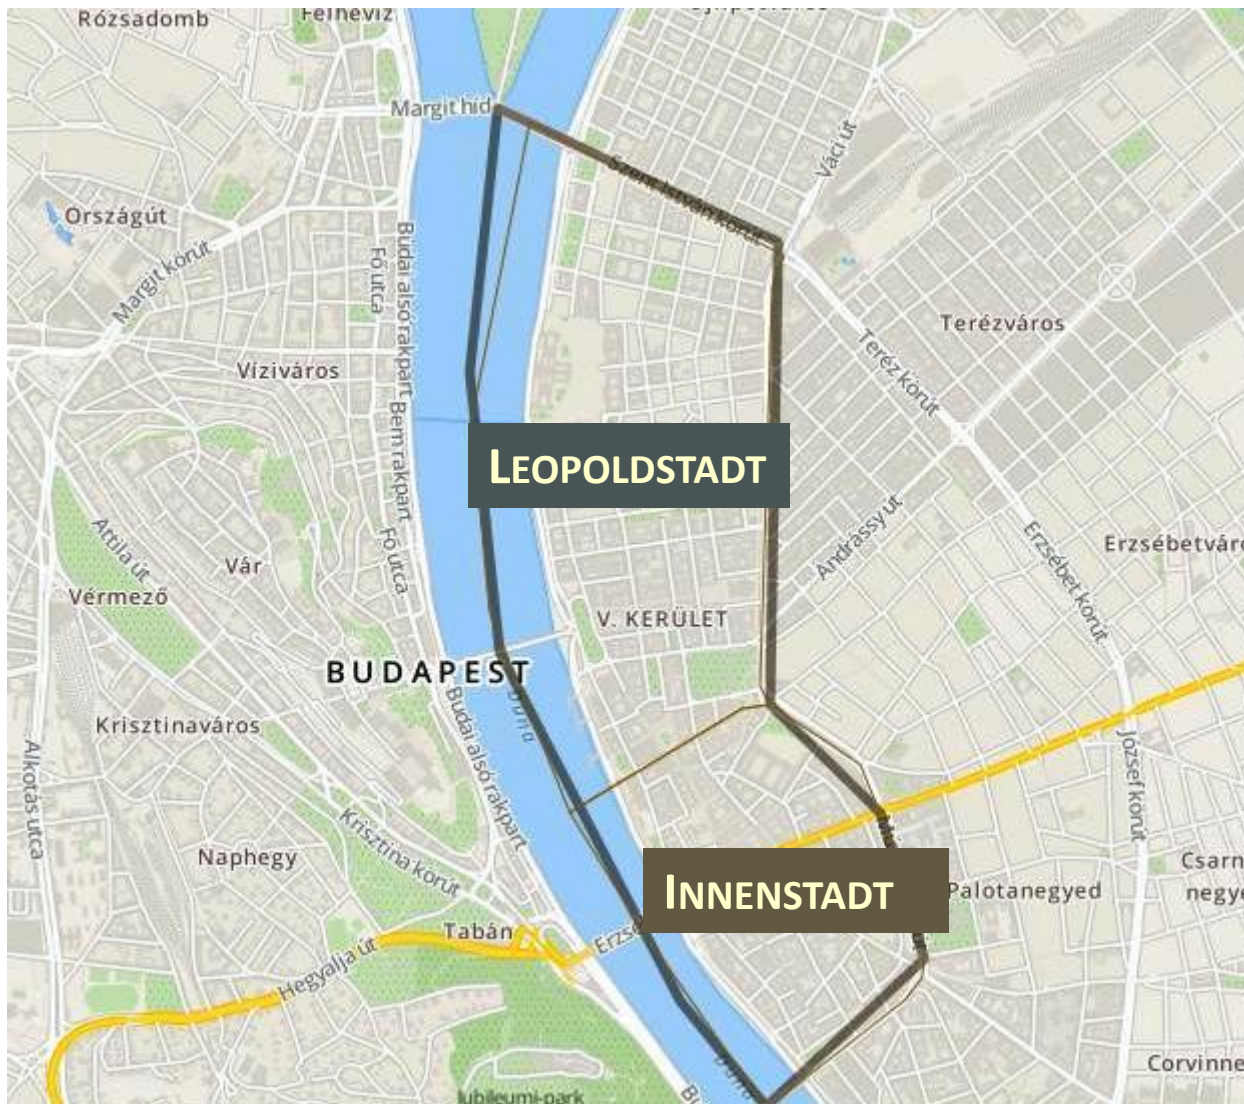 Rózsadomb
Felhévíz
Margit híd
Váci út
Szent István körút
Országút
Margit körút
Budai alsó rakpart
Fő utca
Terézváros
Teréz körút
Víziváros
Bem rakpart
LEOPOLDSTADT
Andrássy út
Attila út
Fő utca
Erzsébet körút
Vár
Vérmező
V. KERÜLET
BUDAPEST
Duna
Budai alsó rakpart
Krisztinaváros
Alkotás utca
József körút
Krisztina körút
Naphegy
INNENSTADT
Palotanegyed
Csarn
negye
Tabán
Erzsé
Hegyalja út
Duna
Jubileumi-park
Corvinne